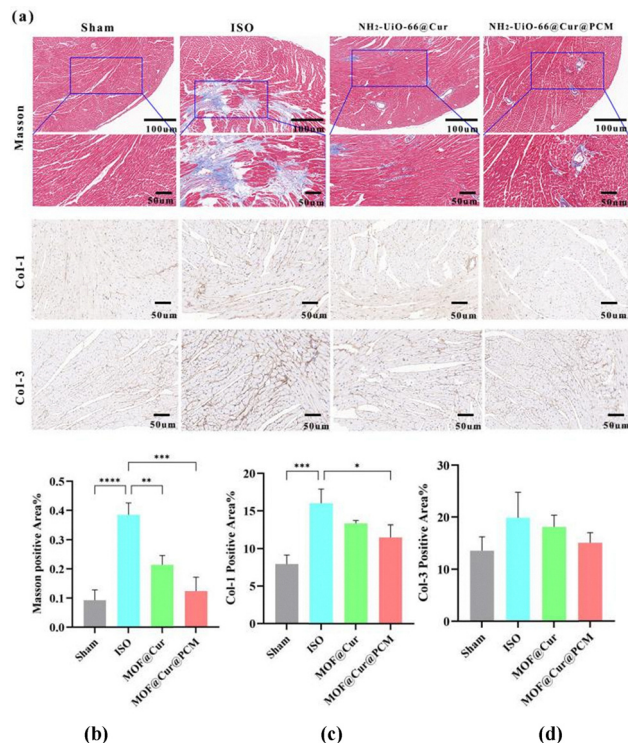 (a)
Sham ISO NH2-UiO-66@Cur NH2-UiO-66@Cur@PCM
Masson
100um 100um 100um 100um
50um 50um 50um 50um
Col-1
50um 50um 50um 50um
Col-3
50um 50um 50um 50um
Masson positive Area%
0.5
0.4
0.3
0.2
0.1
0.0
***
**** **
Sham ISO MOF@Cur MOF@Cur@PCM
(b)
Col-1 Positive Area%
20
15
10
5
0
*** *
Sham ISO MOF@Cur MOF@Cur@PCM
(c)
Col-3 Positive Area%
30
20
10
0
Sham ISO MOF@Cur MOF@Cur@PCM
(d)